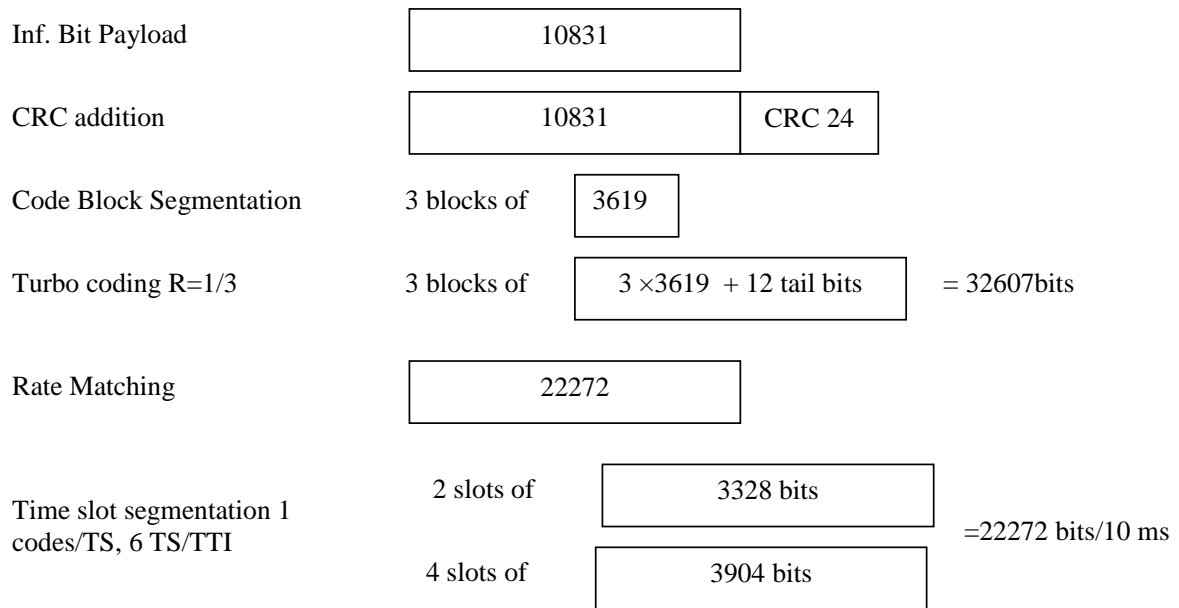 Inf. Bit Payload
10831
CRC addition
10831 CRC 24
Code Block Segmentation 3 blocks of 3619
Turbo coding R=1/3 3 blocks of 3 ×3619 + 12 tail bits = 32607bits
Rate Matching
22272
Time slot segmentation 1
codes/TS, 6 TS/TTI
2 slots of 3328 bits
4 slots of 3904 bits
=22272 bits/10 ms